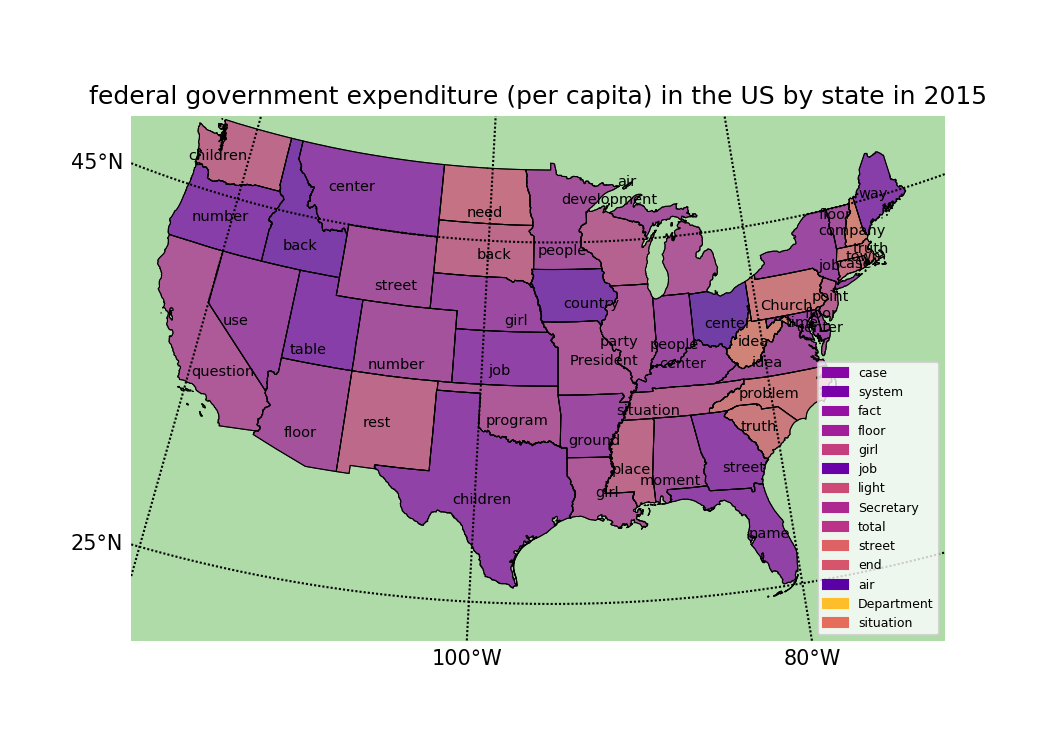 federal government expenditure (per capita) in the US by state in 2015
45°N
25°N
100°W
80°W
children
center
number
back
need
back
air
development
people
way
floor
company
truth
job
case
street
use
table
girl
country
center
Church
point
floor
time
center
question
number
job
party
President
people
center
idea
idea
floor
rest
program
situation
problem
ground
truth
place
moment
street
girl
children
case
system
fact
floor
girl
job
light
Secretary
total
street
end
air
Department
situation